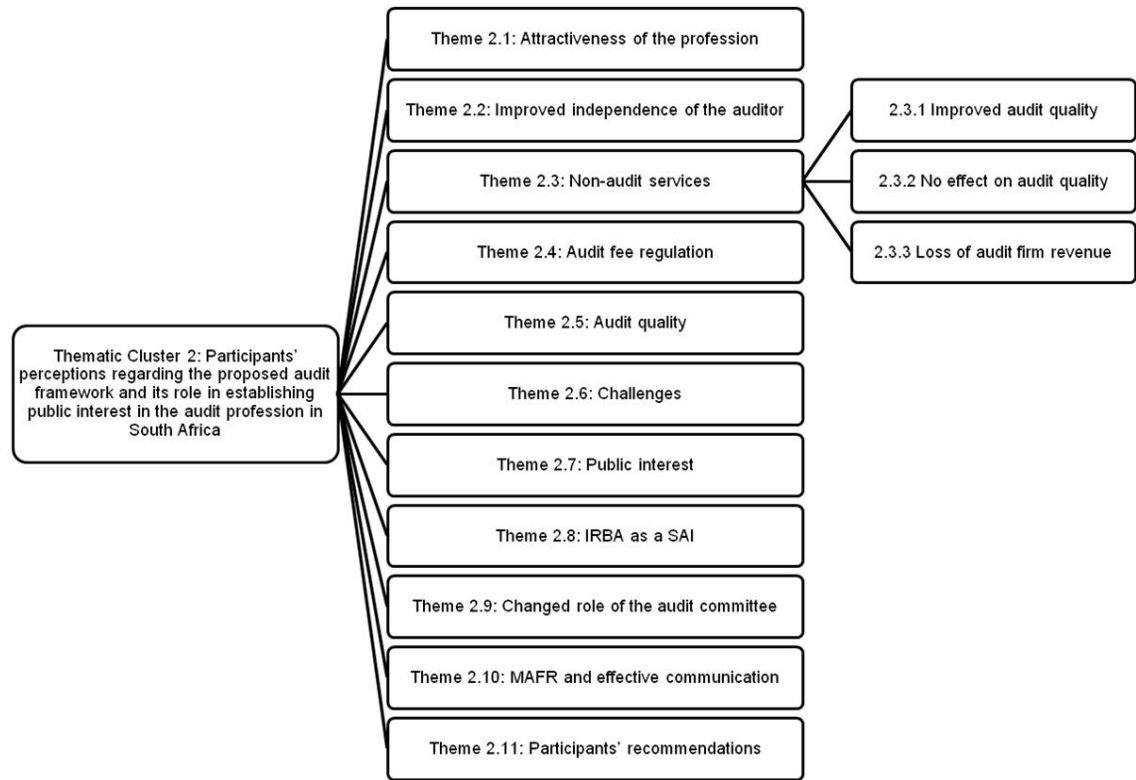 Theme 2.1: Attractiveness of the profession
Theme 2.2: Improved independence of the auditor
2.3.1 Improved audit quality
Theme 2.3: Non-audit services
2.3.2 No effect on audit quality
Theme 2.4: Audit fee regulation
2.3.3 Loss of audit firm revenue
Theme 2.5: Audit quality
Thematic Cluster 2: Participants’
perceptions regarding the proposed audit
framework and its role in establishing
public interest in the audit profession in
South Africa
Theme 2.6: Challenges
Theme 2.7: Public interest
Theme 2.8: IRBA as a SAI
Theme 2.9: Changed role of the audit committee
Theme 2.10: MAFR and effective communication
Theme 2.11: Participants’ recommendations